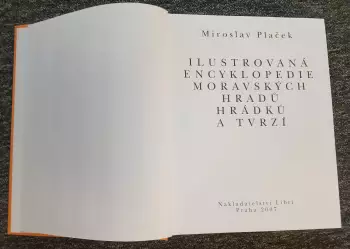 Miroslav Plaček
ILUSTROVANÁ
ENCYKLOPEDIE
MORAVSKÝCH
HRADŮ
HRÁDKŮ
A TVRZÍ
Nakladatelství Libri
Praha 2007